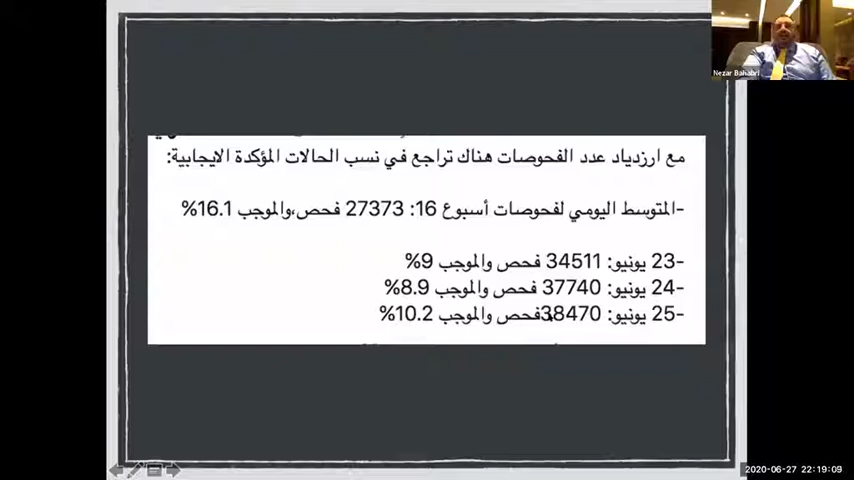 Nezar Bahabri
مع ارزدياد عدد الفحوصات هناك تراجع في نسب الحالات المؤكدة الايجابية:
-المتوسط اليومي لفحوصات أسبوع 16: 27373 فحص،والموجب 16.1%
-23 يونيو: 34511 فحص والموجب 9%
-24 يونيو: 37740 فحص والموجب 8.9%
-25 يونيو: 38470فحص والموجب 10.2%
2020-06-27 22:19:09